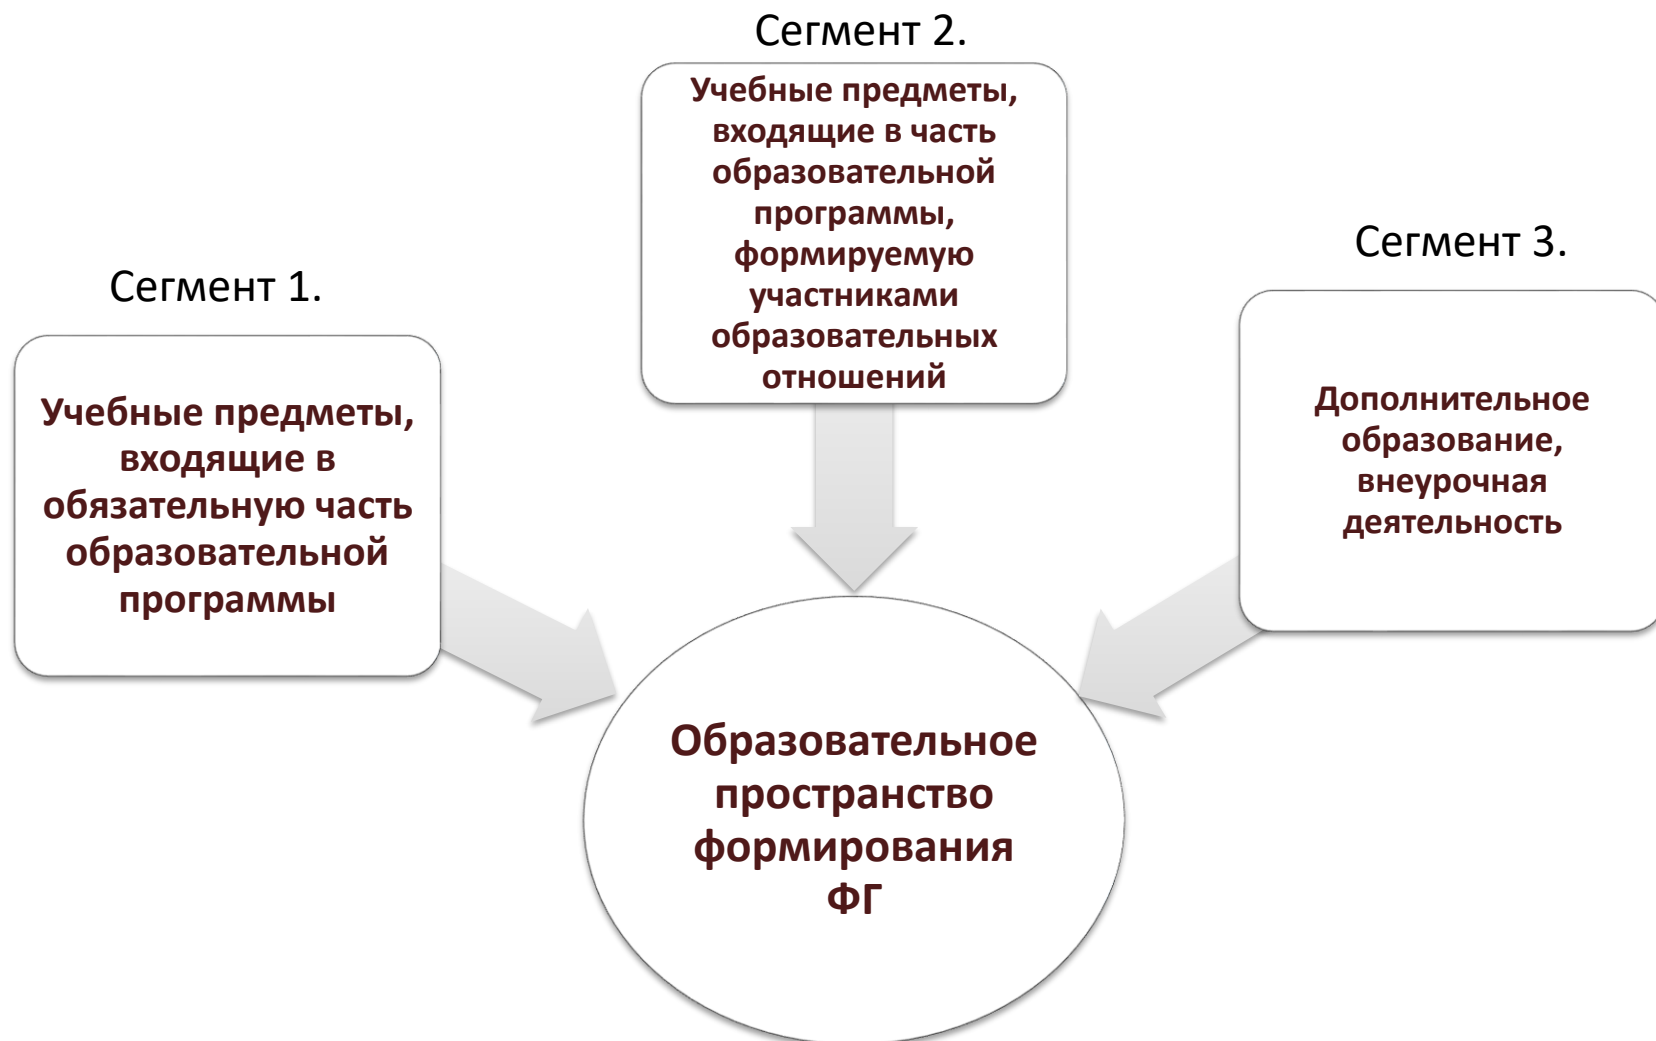 Сегмент 1.
Учебные предметы,
входящие в
обязательную часть
образовательной
программы
Сегмент 2.
Учебные предметы,
входящие в часть
образовательной
программы,
формируемую
участниками
образовательных
отношений
Сегмент 3.
Дополнительное
образование,
внеурочная
деятельность
Образовательное
пространство
формирования
ФГ